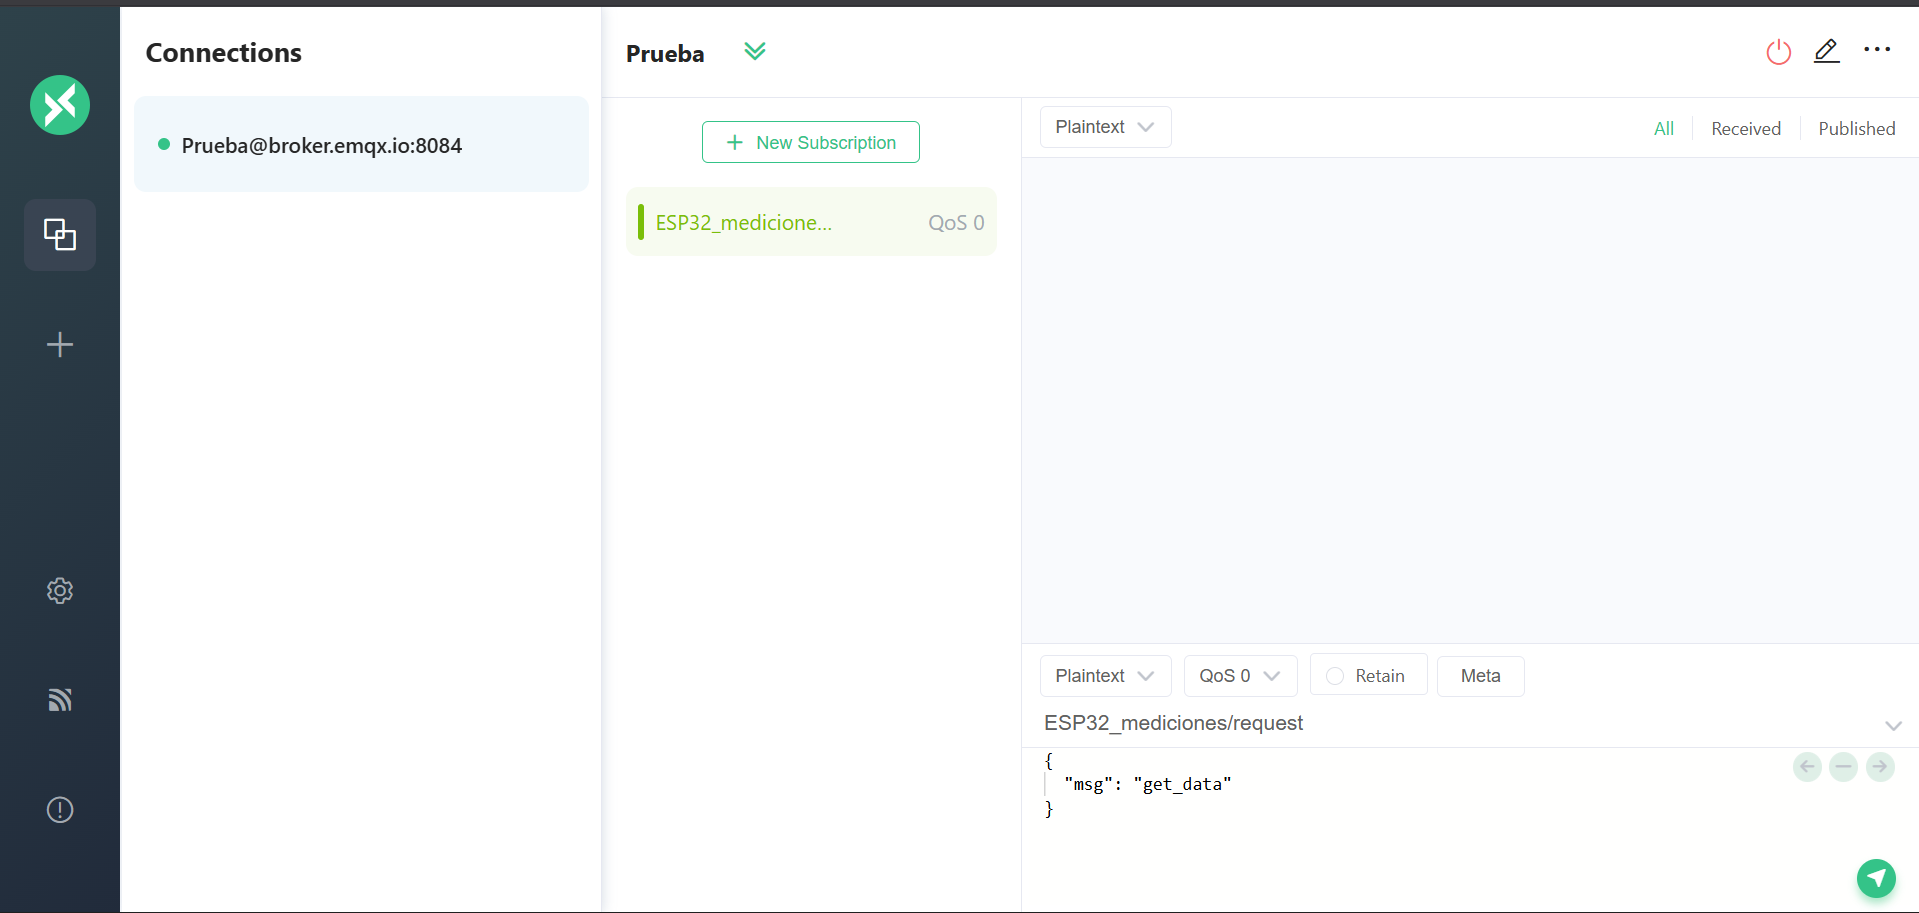 Connections
Prueba@broker.emqx.io:8084
Prueba
New Subscription
ESP32_medicione... QoS 0
Plaintext
All Received Published
Plaintext QoS 0 Retain Meta
ESP32_mediciones/request
{
"msg": "get_data"
}